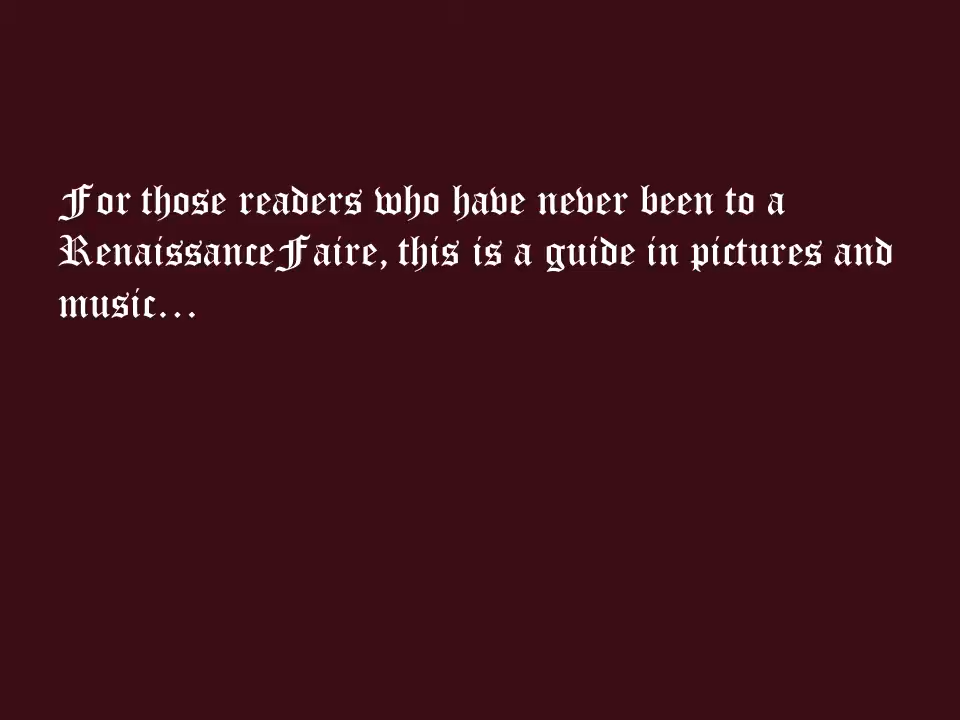 For those readers who have never been to a
RenaissanceFaire, this is a guide in pictures and
music...